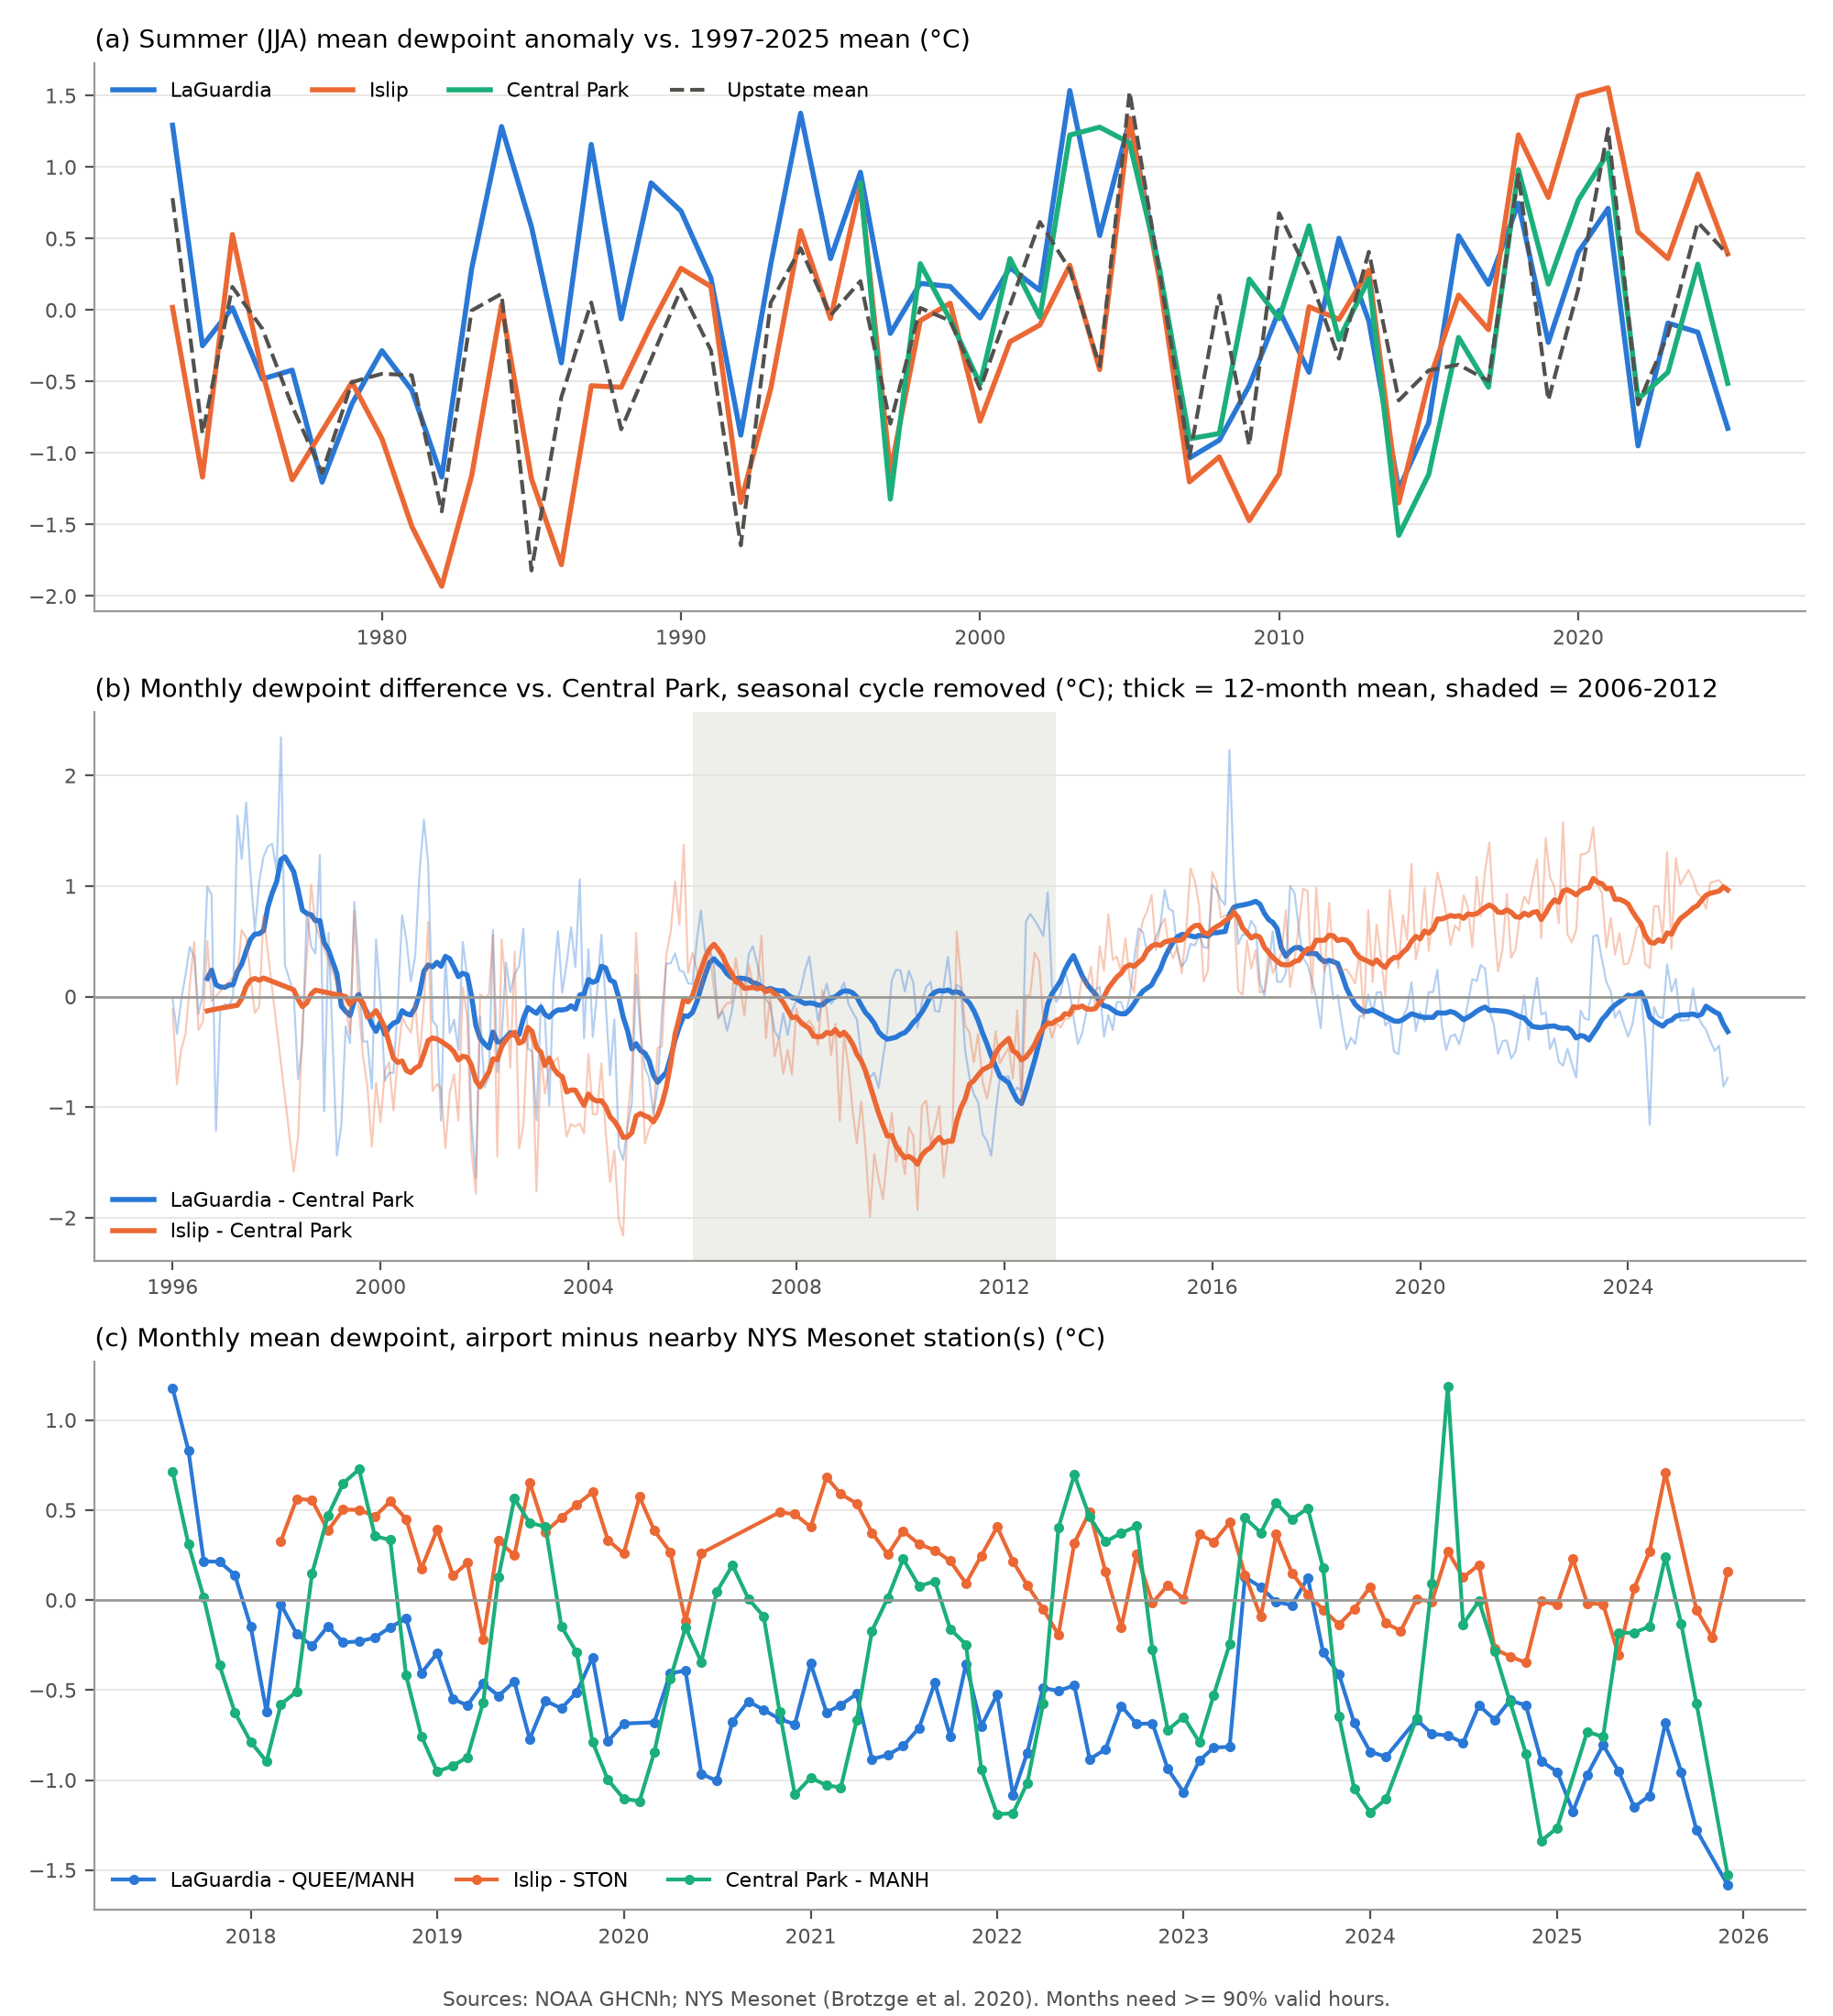 (a) Summer (JJA) mean dewpoint anomaly vs. 1997-2025 mean (°C)
LaGuardia Islip Central Park Upstate mean
1.5
1.0
0.5
0.0
−0.5
−1.0
−1.5
−2.0
1980 1990 2000 2010 2020
(b) Monthly dewpoint difference vs. Central Park, seasonal cycle removed (°C); thick = 12-month mean, shaded = 2006-2012
2
1
0
−1
−2
LaGuardia - Central Park
Islip - Central Park
1996 2000 2004 2008 2012 2016 2020 2024
(c) Monthly mean dewpoint, airport minus nearby NYS Mesonet station(s) (°C)
1.0
0.5
0.0
−0.5
−1.0
−1.5
LaGuardia - QUEE/MANH Islip - STON Central Park - MANH
2018 2019 2020 2021 2022 2023 2024 2025 2026
Sources: NOAA GHCNh; NYS Mesonet (Brotzge et al. 2020). Months need >= 90% valid hours.